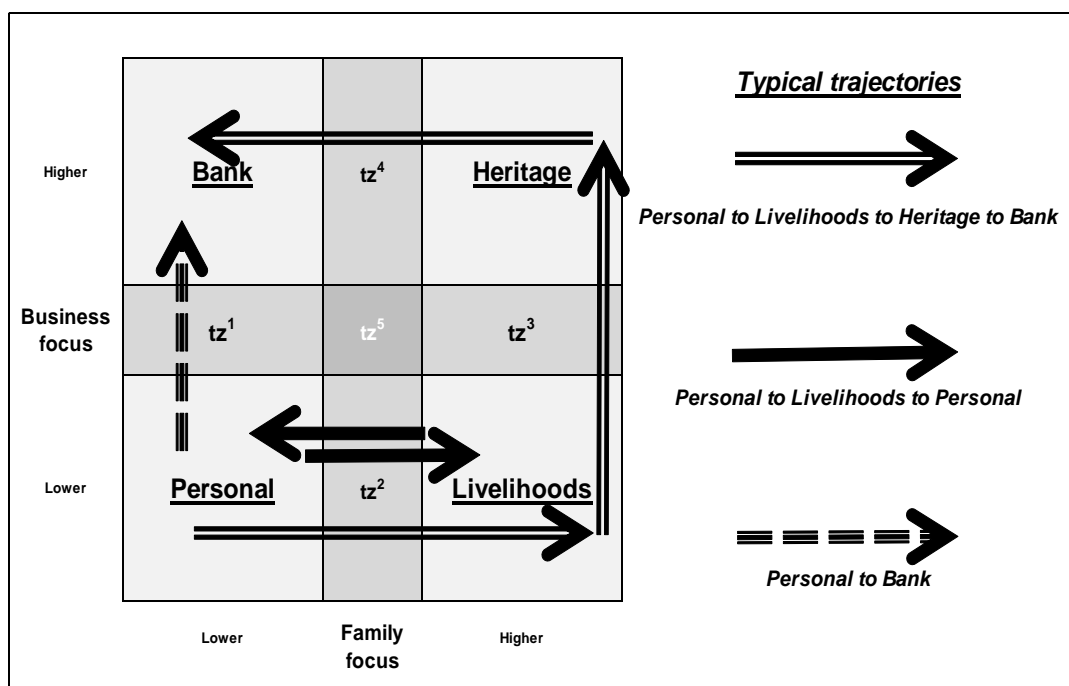 Typical trajectories
Higher
Bank
tz⁴
Heritage
Personal to Livelihoods to Heritage to Bank
Business
focus
tz¹
tz⁵
tz³
Personal to Livelihoods to Personal
Lower
Personal
tz²
Livelihoods
Personal to Bank
Lower
Family
focus
Higher